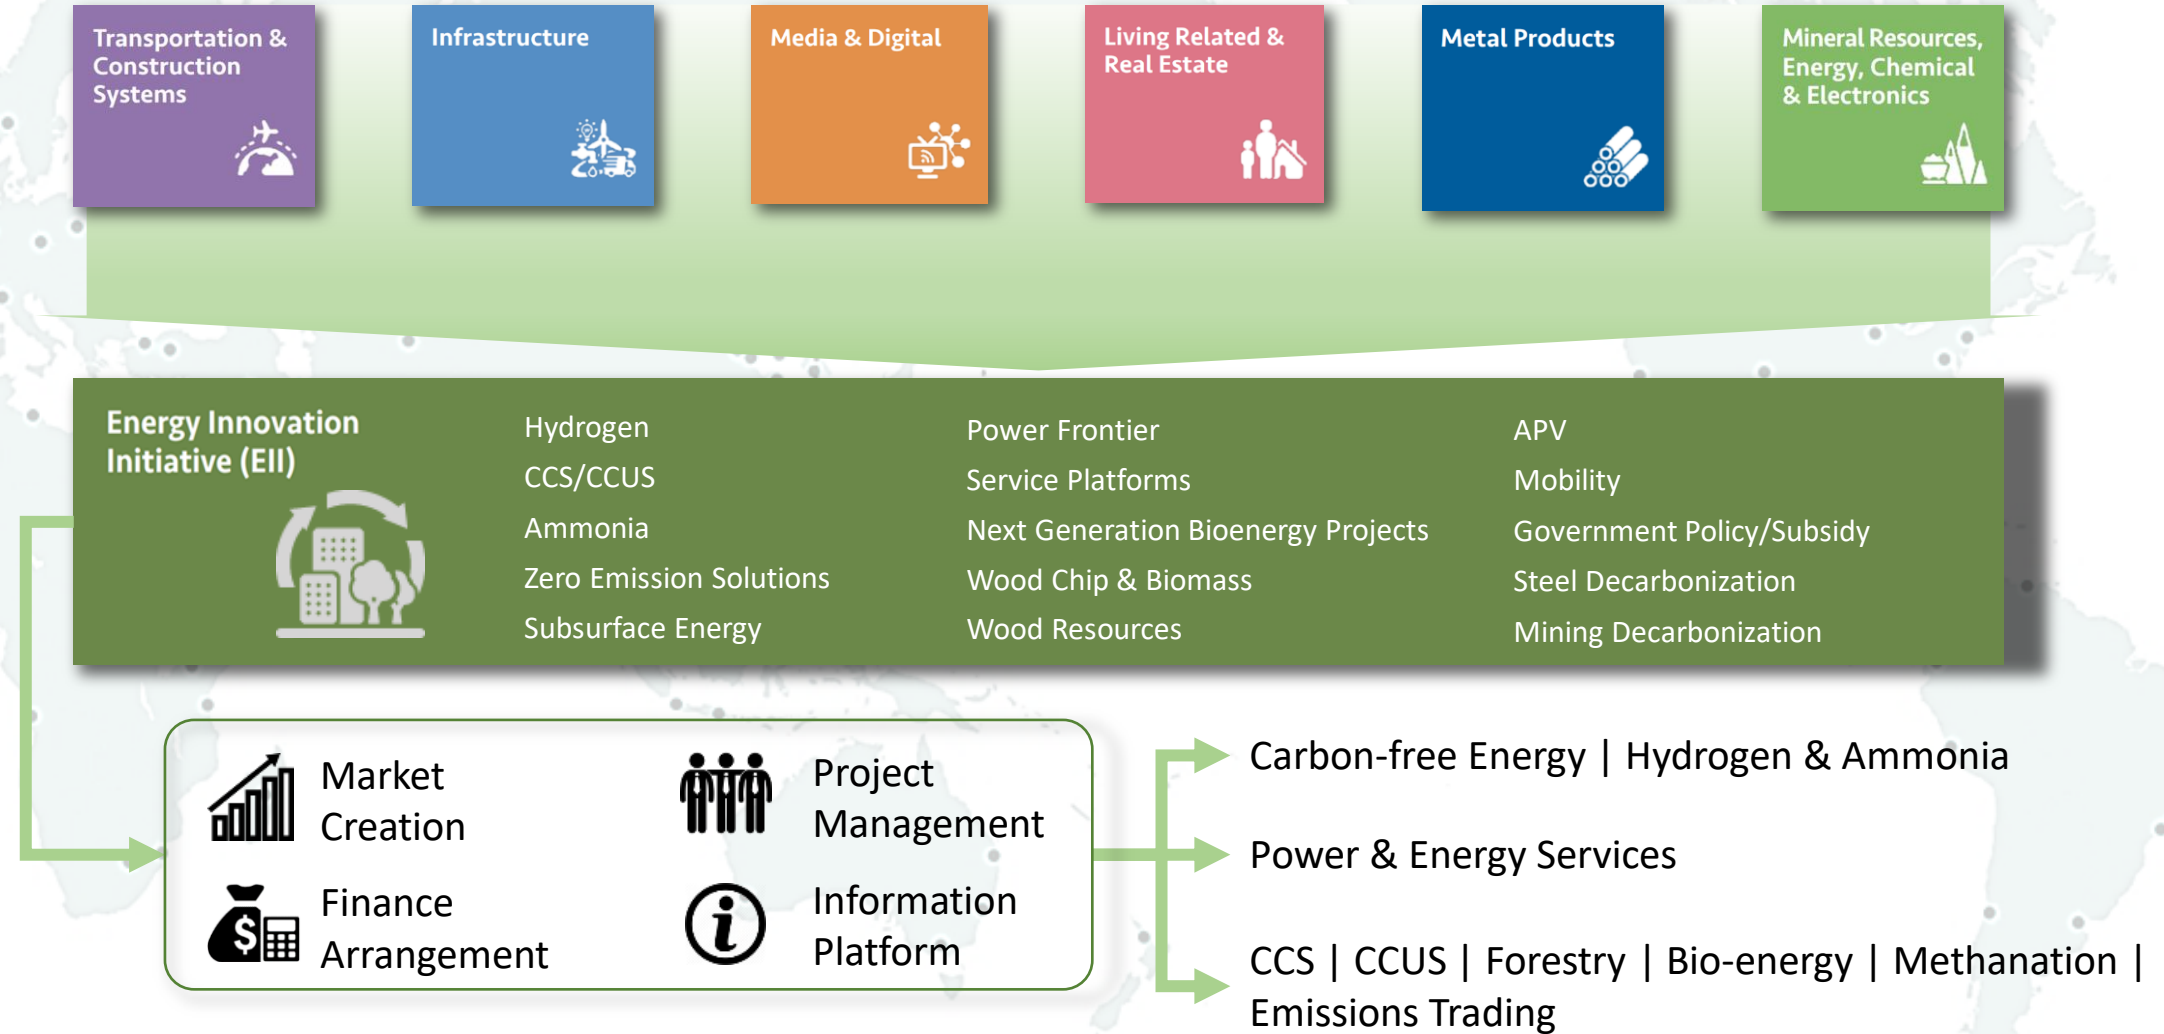 Transportation &
Construction
Systems
Infrastructure
Media & Digital
Living Related &
Real Estate
Metal Products
Mineral Resources,
Energy, Chemical
& Electronics
Energy Innovation
Initiative (EII)
Hydrogen
CCS/CCUS
Ammonia
Zero Emission Solutions
Subsurface Energy
Power Frontier
Service Platforms
Next Generation Bioenergy Projects
Wood Chip & Biomass
Wood Resources
APV
Mobility
Government Policy/Subsidy
Steel Decarbonization
Mining Decarbonization
Market
Creation
Project
Management
Finance
Arrangement
Information
Platform
Carbon-free Energy | Hydrogen & Ammonia
Power & Energy Services
CCS | CCUS | Forestry | Bio-energy | Methanation |
Emissions Trading